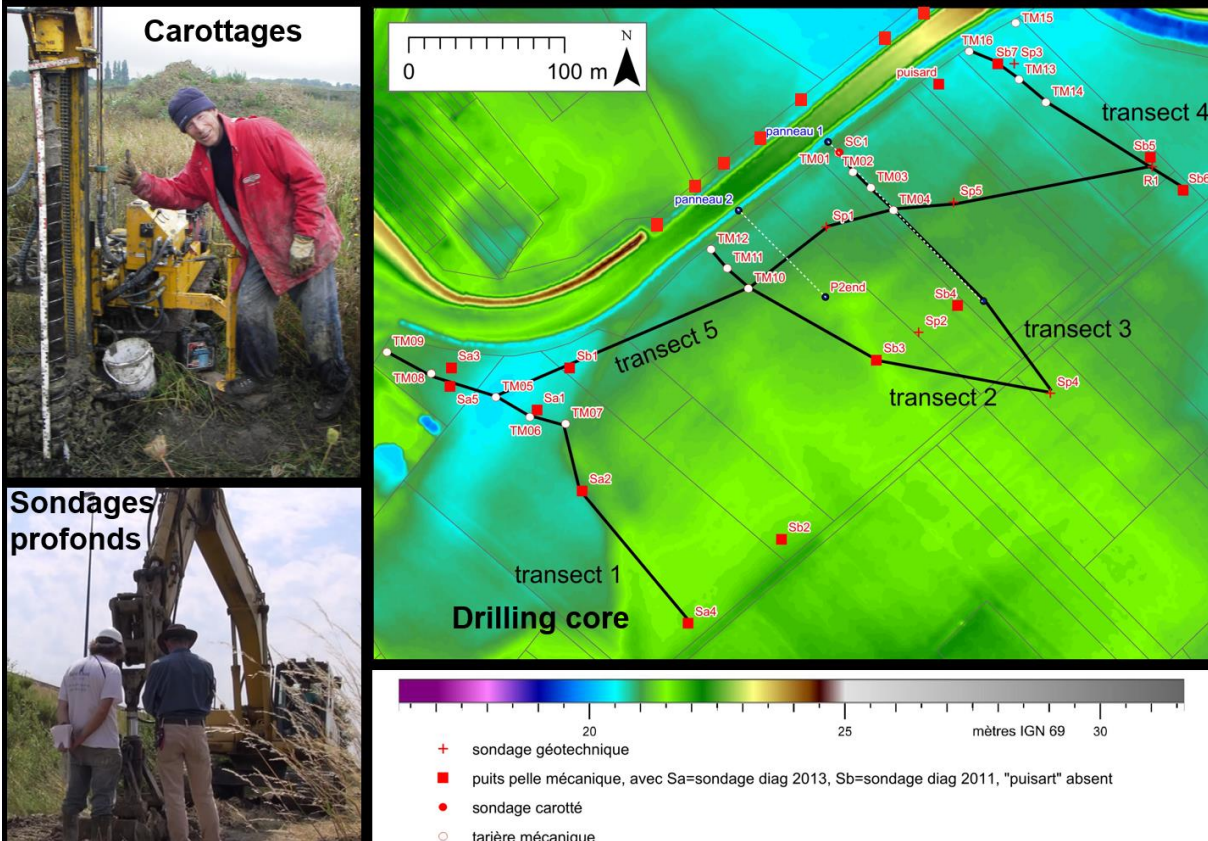 Carottages
Sondages
profonds
N
0 100 m
TM15
TM16
Sb7
Sp3
TM13
puisard
TM14
transect 4
panneau 1
SC1
Sb5
TM01
TM02
R1
TM03
Sb6
TM04
Sp5
panneau 2
Sp1
TM12
TM11
TM10
P2end
Sb4
Sp2
transect 3
transect 5
TM09
Sa3
Sb1
Sb3
TM08
Sa5
TM05
Sp4
transect 2
Sa1
TM07
TM06
Sa2
Sb2
transect 1
Drilling core
Sa4
20 25 mètres IGN 69 30
+ sondage géotechnique
puits pelle mécanique, avec Sa=sondage diag 2013, Sb=sondage diag 2011, "puisart" absent
sondage carotté
tarière mécanique